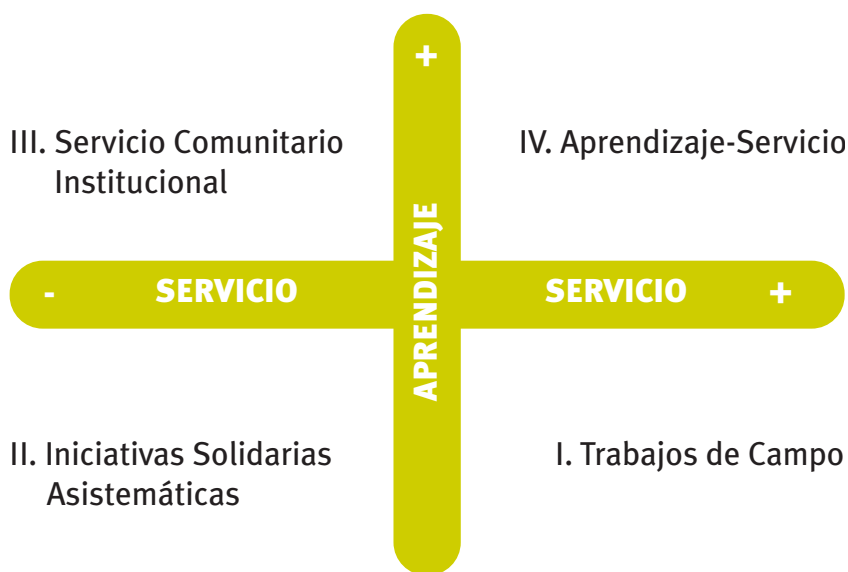 +
III. Servicio Comunitario
Institucional
IV. Aprendizaje-Servicio
APRENDIZAJE
- SERVICIO
SERVICIO +
II. Iniciativas Solidarias
Asistemáticas
I. Trabajos de Campo